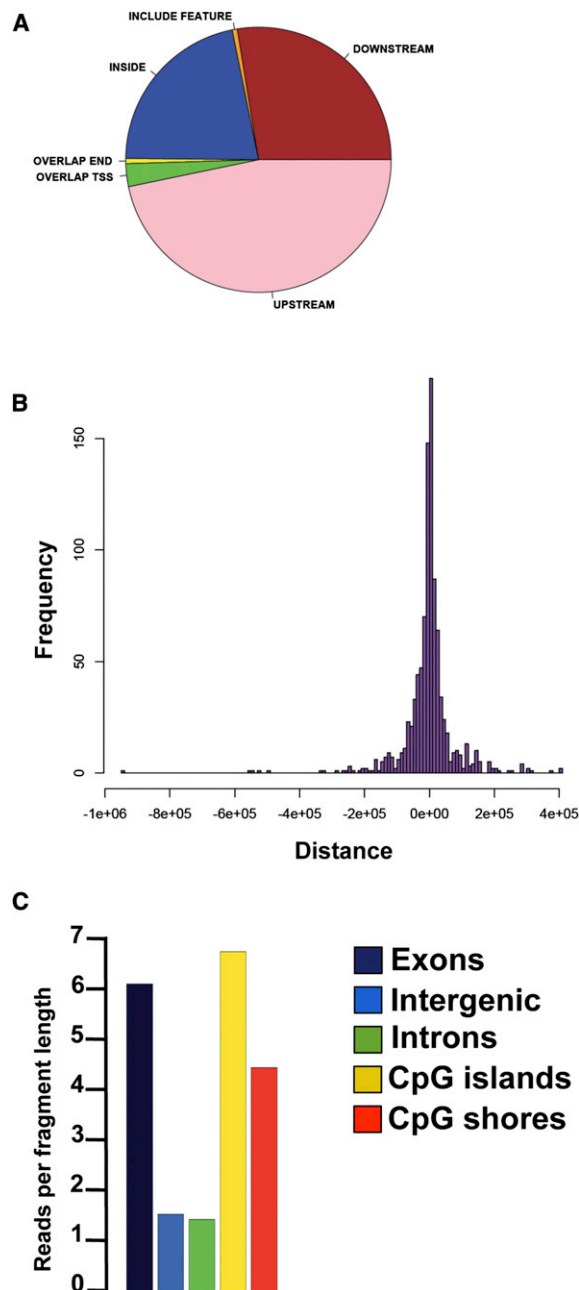 A
INCLUDE FEATURE
DOWNSTREAM
INSIDE
OVERLAP END
OVERLAP TSS
UPSTREAM
B
150
100
50
0
Frequency
-1e+06 -8e+05 -6e+05 -4e+05 -2e+05 0e+00 2e+05 4e+05
Distance
C
7
6
5
4
3
2
1
0
Reads per fragment length
Exons
Intergenic
Introns
CpG islands
CpG shores